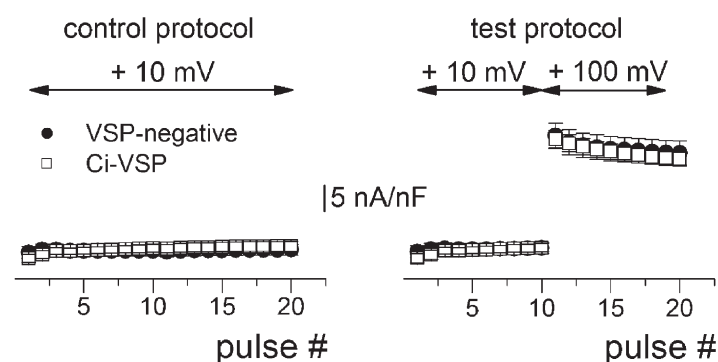 control protocol
+ 10 mV
VSP-negative
Ci-VSP
5 10 15 20
pulse #
5 nA/nF
test protocol
+ 10 mV + 100 mV
5 10 15 20
pulse #